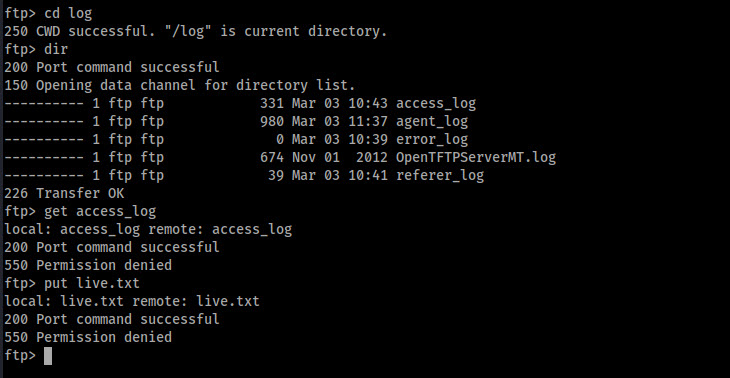 ftp> cd log
250 CWD successful. "/log" is current directory.
ftp> dir
200 Port command successful
150 Opening data channel for directory list.
---------- 1 ftp ftp            331 Mar 03 10:43 access_log
---------- 1 ftp ftp            980 Mar 03 11:37 agent_log
---------- 1 ftp ftp              0 Mar 03 10:39 error_log
---------- 1 ftp ftp            674 Nov 01  2012 OpenTFTPServerMT.log
---------- 1 ftp ftp             39 Mar 03 10:41 referer_log
226 Transfer OK
ftp> get access_log
local: access_log remote: access_log
200 Port command successful
550 Permission denied
ftp> put live.txt
local: live.txt remote: live.txt
200 Port command successful
550 Permission denied
ftp>